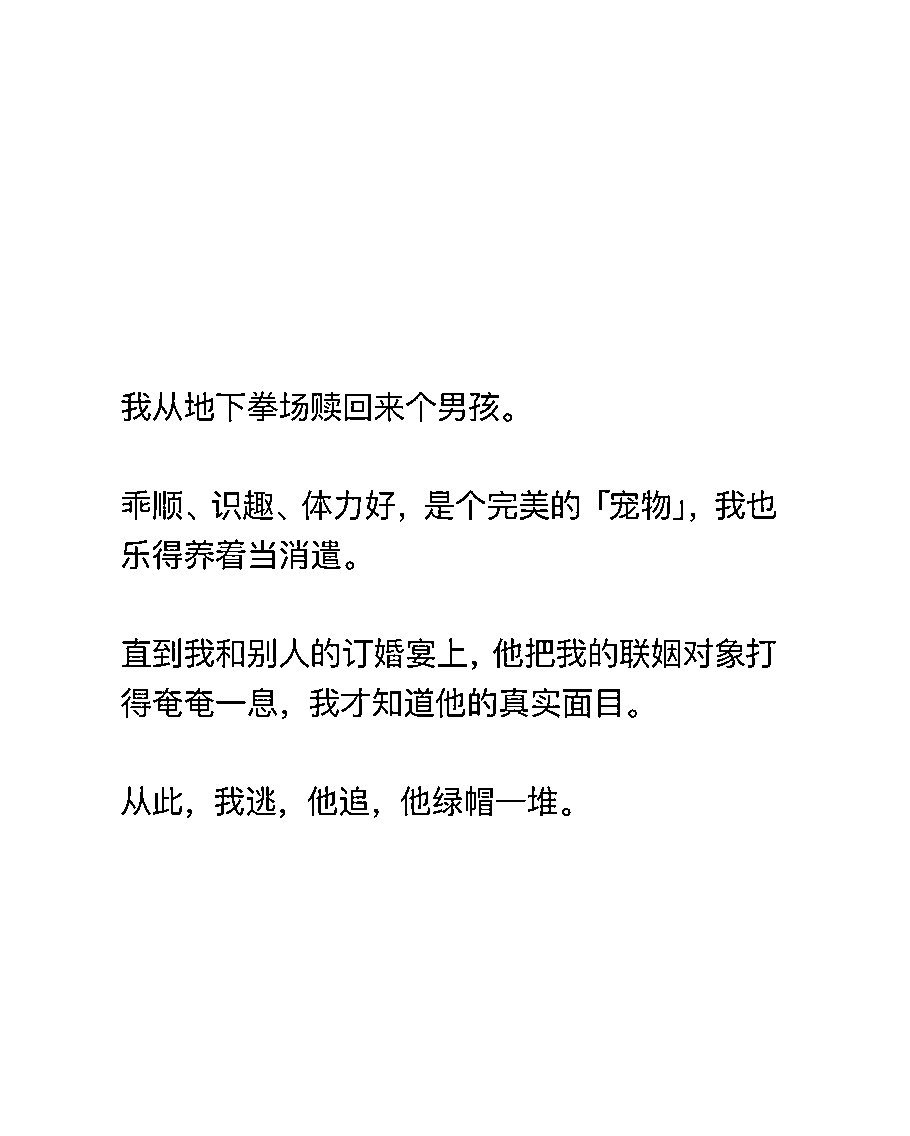 我从地下拳场赎回来个男孩。
乖顺、识趣、体力好，是个完美的「宠物」，我也
乐得养着当消遣。
直到我和别人的订婚宴上，他把我的联姻对象打
得奄奄一息，我才知道他的真实面目。
从此，我逃，他追，他绿帽一堆。